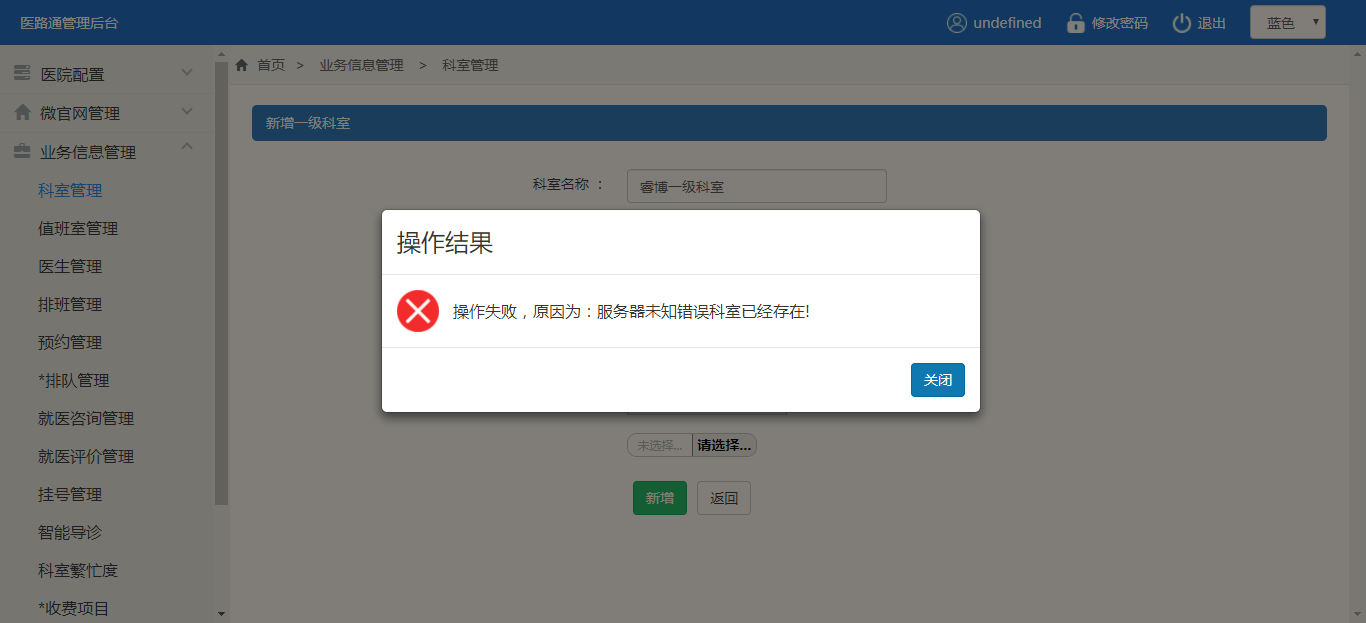 医路通管理后台
undefined
修改密码
退出
蓝色
医院配置
微官网管理
业务信息管理
科室管理
值班室管理
医生管理
排班管理
预约管理
*排队管理
就医咨询管理
就医评价管理
挂号管理
智能导诊
科室繁忙度
*收费项目
首页 > 业务信息管理 > 科室管理
新增一级科室
科室名称 ： 睿博一级科室
操作结果
操作失败，原因为：服务器未知错误科室已经存在!
关闭
未选择... 请选择...
新增 返回